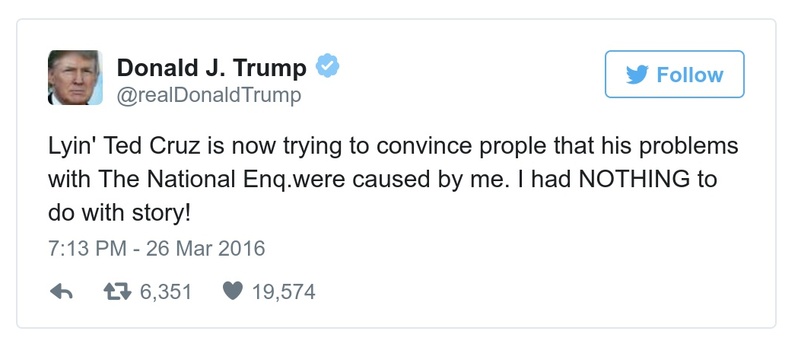 Donald J. Trump
@realDonaldTrump
Follow
Lyin' Ted Cruz is now trying to convince prople that his problems
with The National Enq.were caused by me. I had NOTHING to
do with story!
7:13 PM - 26 Mar 2016
6,351 19,574